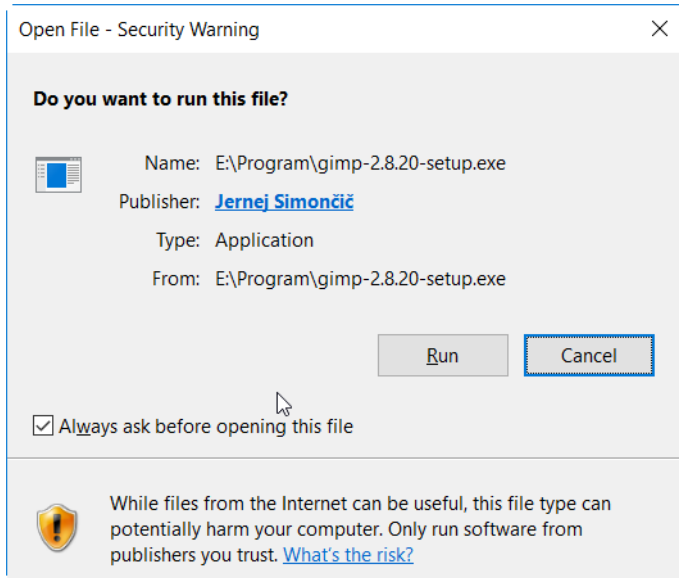 Open File - Security Warning
Do you want to run this file?
Name: E:\Program\gimp-2.8.20-setup.exe
Publisher: Jernej Simončič
Type: Application
From: E:\Program\gimp-2.8.20-setup.exe
Run Cancel
Always ask before opening this file
While files from the Internet can be useful, this file type can
potentially harm your computer. Only run software from
publishers you trust. What's the risk?